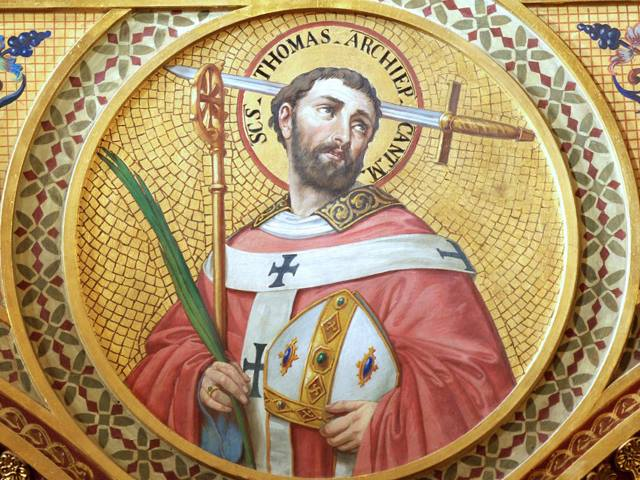 SCS · THOMAS · ARCHIEP · CANT. M.